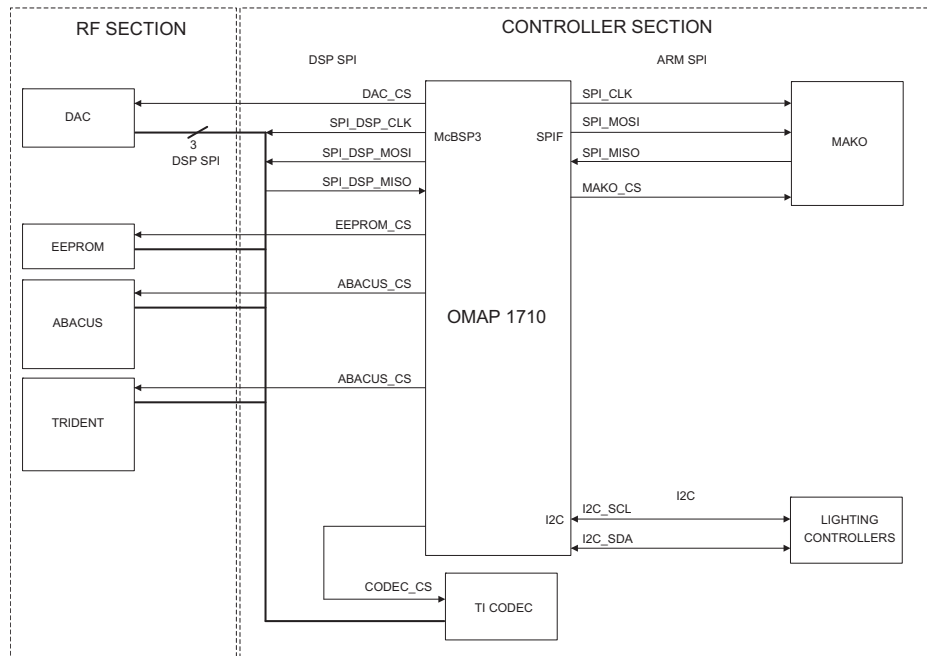 RF SECTION
CONTROLLER SECTION
DSP SPI
ARM SPI
DAC
DAC_CS
SPI_CLK
SPI_DSP_CLK
McBSP3
SPIF
SPI_MOSI
MAKO
3
DSP SPI
SPI_DSP_MOSI
SPI_MISO
SPI_DSP_MISO
MAKO_CS
EEPROM
EEPROM_CS
ABACUS
ABACUS_CS
OMAP 1710
TRIDENT
ABACUS_CS
I2C
I2C
I2C_SCL
I2C_SDA
LIGHTING
CONTROLLERS
CODEC_CS
TI CODEC